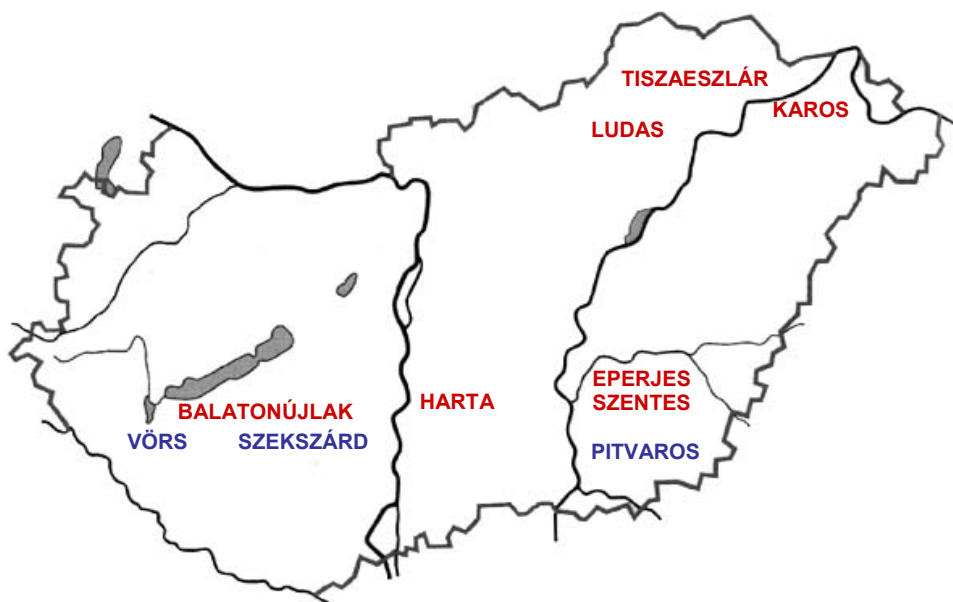 TISZAESZLÁR
KAROS
LUDAS
EPERJES
SZENTES
HARTA
BALATONÚJLAK
VÖRS
SZEKSZÁRD
PITVAROS